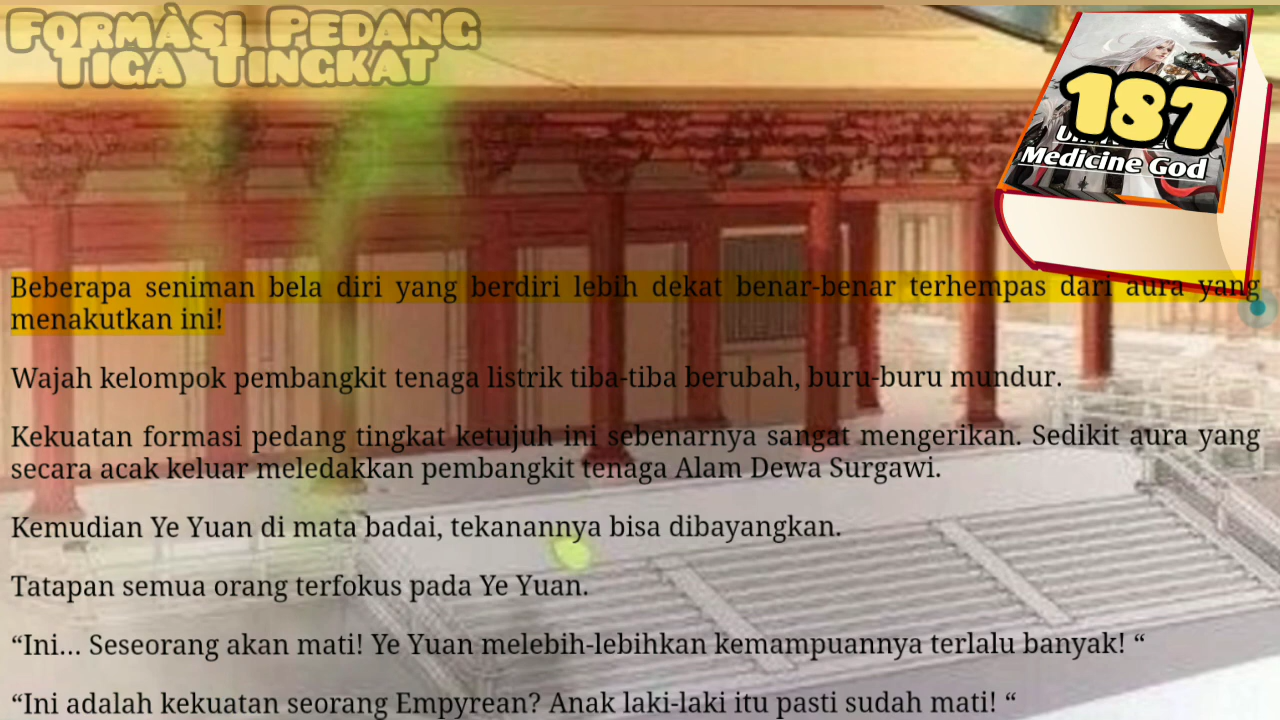 Formàsi Pedang
Tiga Tingkat
187
Medicine God
Beberapa seniman bela diri yang berdiri lebih dekat benar-benar terhempas dari aura yang
menakutkan ini!
Wajah kelompok pembangkit tenaga listrik tiba-tiba berubah, buru-buru mundur.
Kekuatan formasi pedang tingkat ketujuh ini sebenarnya sangat mengerikan. Sedikit aura yang
secara acak keluar meledakkan pembangkit tenaga Alam Dewa Surgawi.
Kemudian Ye Yuan di mata badai, tekanannya bisa dibayangkan.
Tatapan semua orang terfokus pada Ye Yuan.
“Ini… Seseorang akan mati! Ye Yuan melebih-lebihkan kemampuannya terlalu banyak! “
“Ini adalah kekuatan seorang Empyrean? Anak laki-laki itu pasti sudah mati! “